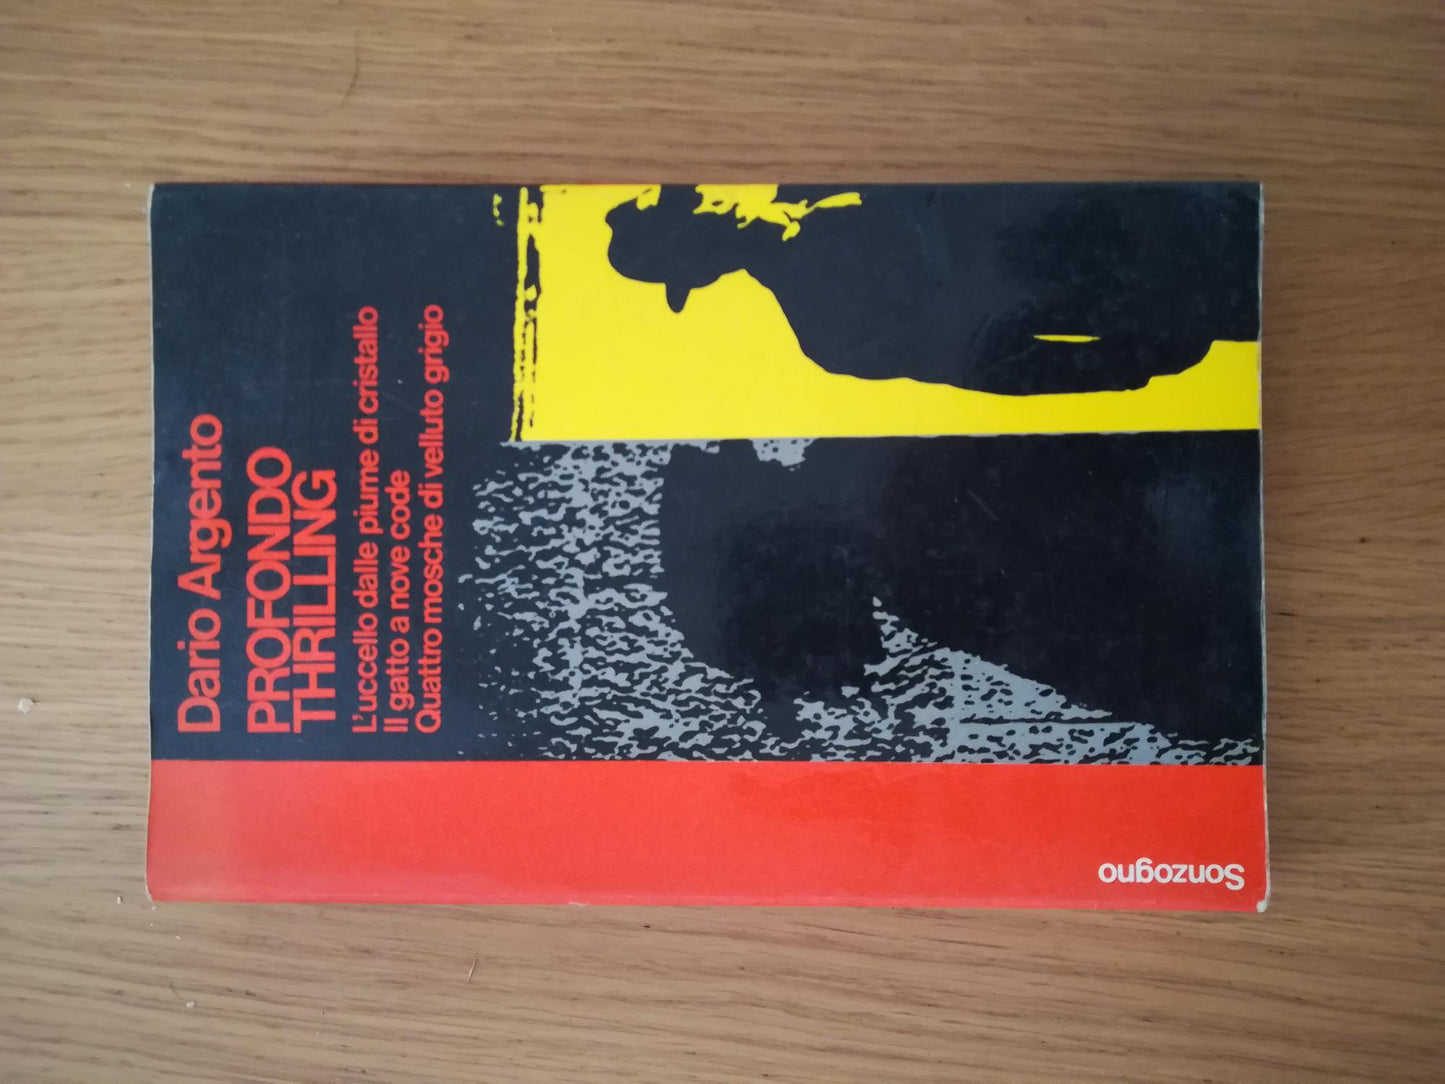 Dario Argento
PROFONDO
THRILLING
L'uccello dalle piume di cristallo
Il gatto a nove code
Quattro mosche di velluto grigio
Sonzogno